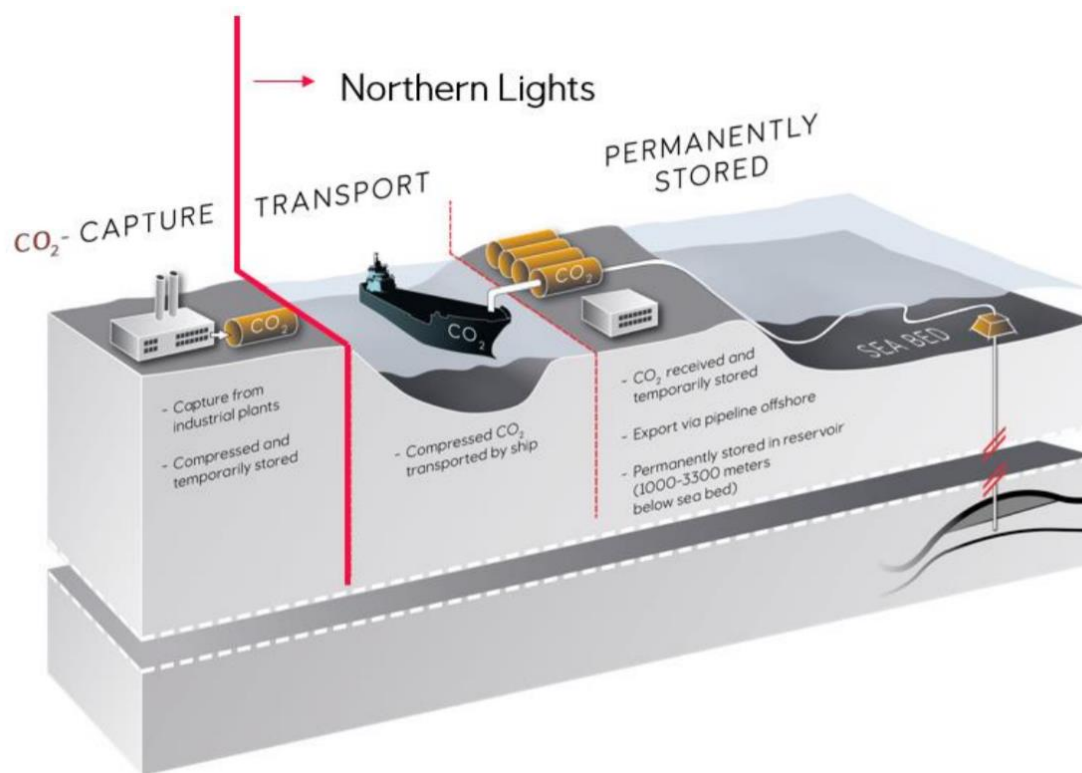 Northern Lights
CO₂- CAPTURE
TRANSPORT
PERMANENTLY
STORED
CO₂
CO₂
CO₂
SEA BED
- Capture from
industrial plants
- Compressed and
temporarily stored
- Compressed CO₂
transported by ship
- CO₂ received and
temporarily stored
- Export via pipeline offshore
- Permanently stored in reservoir
(1000-3300 meters
below sea bed)